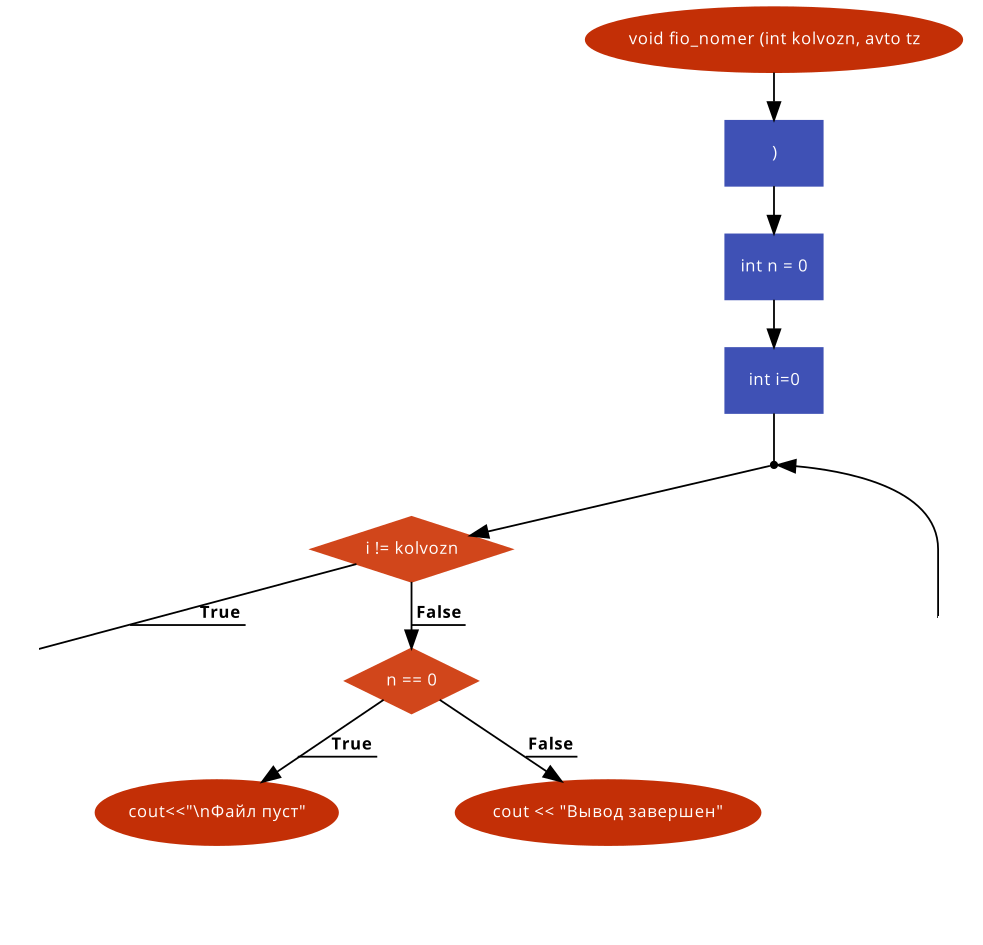 void fio_nomer (int kolvozn, avto tz
)
int n = 0
int i=0
i != kolvozn
True
False
n == 0
True
False
cout<<"\nФайл пуст"
cout << "Вывод завершен"